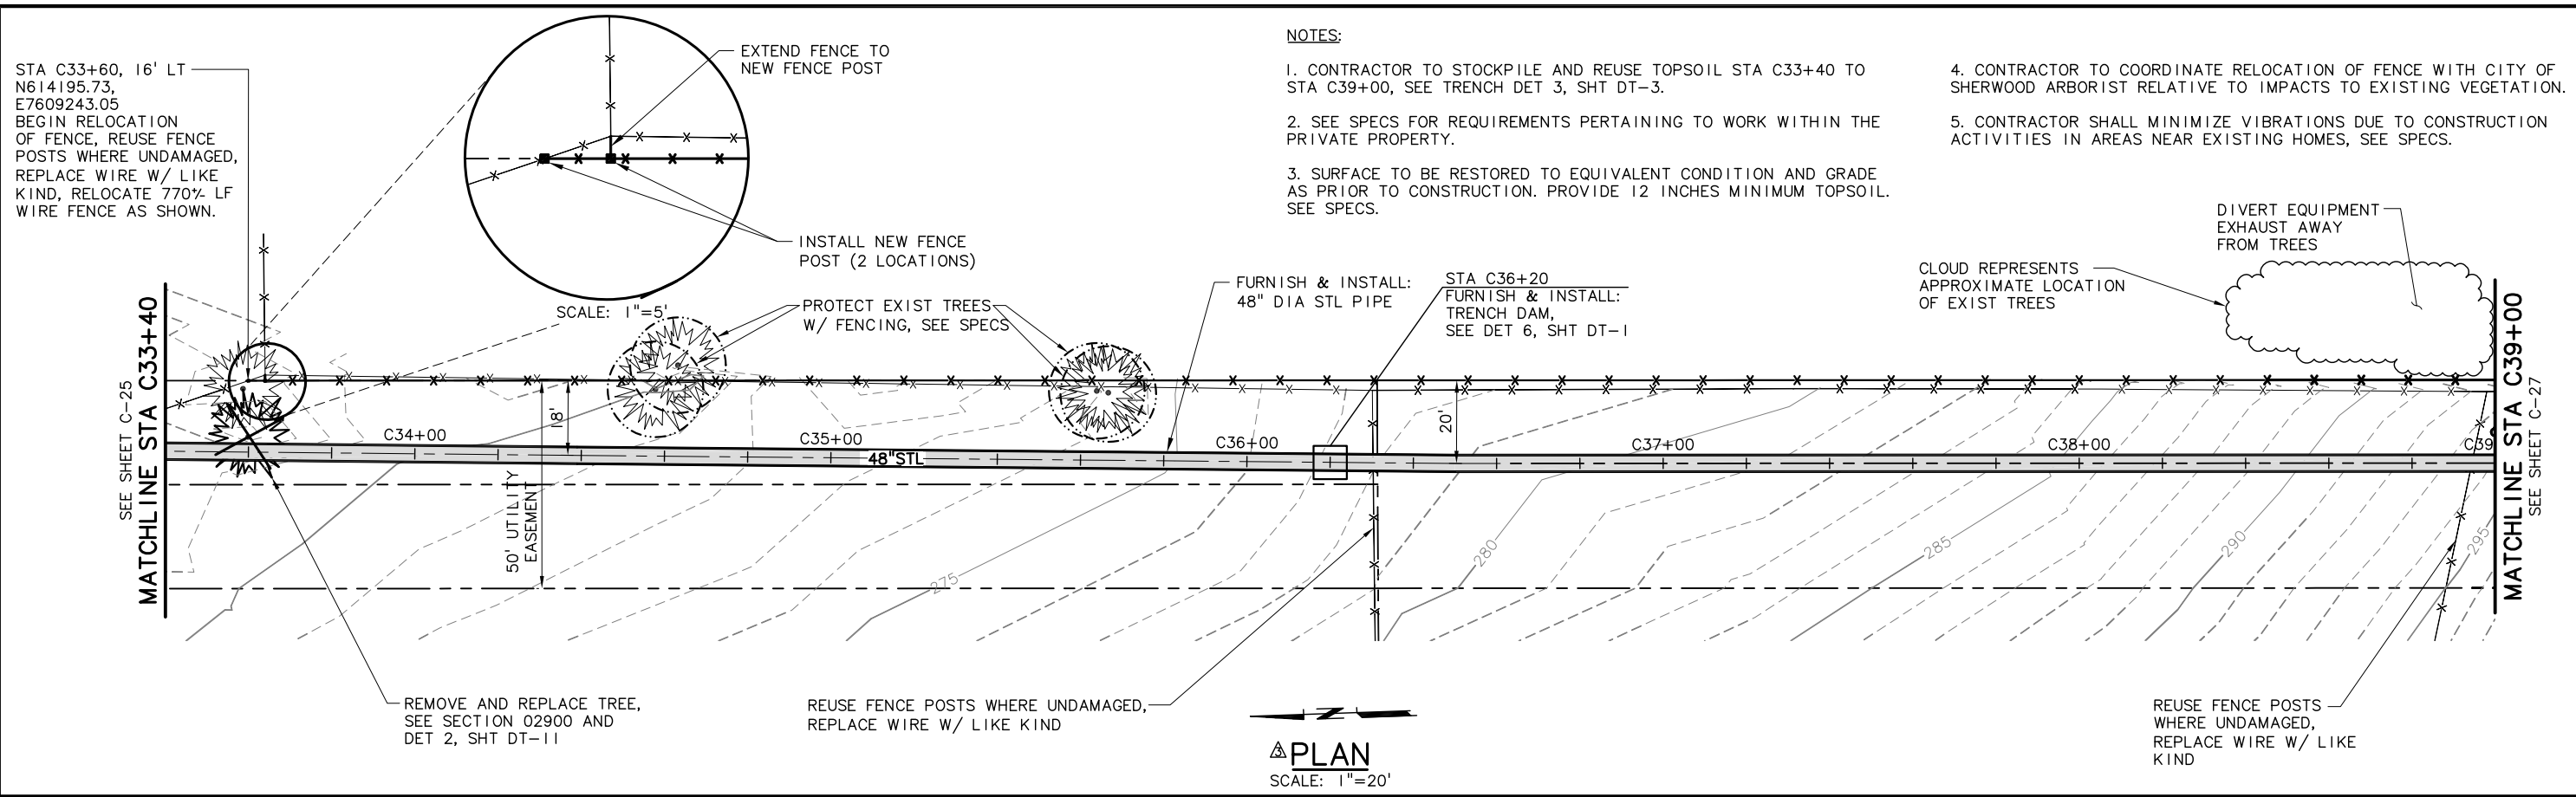 STA C33+60, 16' LT
N614195.73,
E7609243.05
BEGIN RELOCATION
OF FENCE, REUSE FENCE
POSTS WHERE UNDAMAGED,
REPLACE WIRE W/ LIKE
KIND, RELOCATE 770+/- LF
WIRE FENCE AS SHOWN.
EXTEND FENCE TO
NEW FENCE POST
INSTALL NEW FENCE
POST (2 LOCATIONS)
SCALE: 1"=5'
NOTES:
1. CONTRACTOR TO STOCKPILE AND REUSE TOPSOIL STA C33+40 TO
STA C39+00, SEE TRENCH DET 3, SHT DT-3.
2. SEE SPECS FOR REQUIREMENTS PERTAINING TO WORK WITHIN THE
PRIVATE PROPERTY.
3. SURFACE TO BE RESTORED TO EQUIVALENT CONDITION AND GRADE
AS PRIOR TO CONSTRUCTION. PROVIDE 12 INCHES MINIMUM TOPSOIL.
SEE SPECS.
4. CONTRACTOR TO COORDINATE RELOCATION OF FENCE WITH CITY OF
SHERWOOD ARBORIST RELATIVE TO IMPACTS TO EXISTING VEGETATION.
5. CONTRACTOR SHALL MINIMIZE VIBRATIONS DUE TO CONSTRUCTION
ACTIVITIES IN AREAS NEAR EXISTING HOMES, SEE SPECS.
DIVERT EQUIPMENT
EXHAUST AWAY
FROM TREES
CLOUD REPRESENTS
APPROXIMATE LOCATION
OF EXIST TREES
PROTECT EXIST TREES
W/ FENCING, SEE SPECS
FURNISH & INSTALL:
48" DIA STL PIPE
STA C36+20
FURNISH & INSTALL:
TRENCH DAM,
SEE DET 6, SHT DT-1
SEE SHEET C-25
MATCHLINE STA C33+40
18'
20'
C34+00
C35+00
C36+00
C37+00
C38+00
C39
48"STL
50' UTILITY
EASEMENT
275
280
285
290
295
MATCHLINE STA C39+00
SEE SHEET C-27
REMOVE AND REPLACE TREE,
SEE SECTION 02900 AND
DET 2, SHT DT-11
REUSE FENCE POSTS WHERE UNDAMAGED,
REPLACE WIRE W/ LIKE KIND
REUSE FENCE POSTS
WHERE UNDAMAGED,
REPLACE WIRE W/ LIKE
KIND
N
3 PLAN
SCALE: 1"=20'